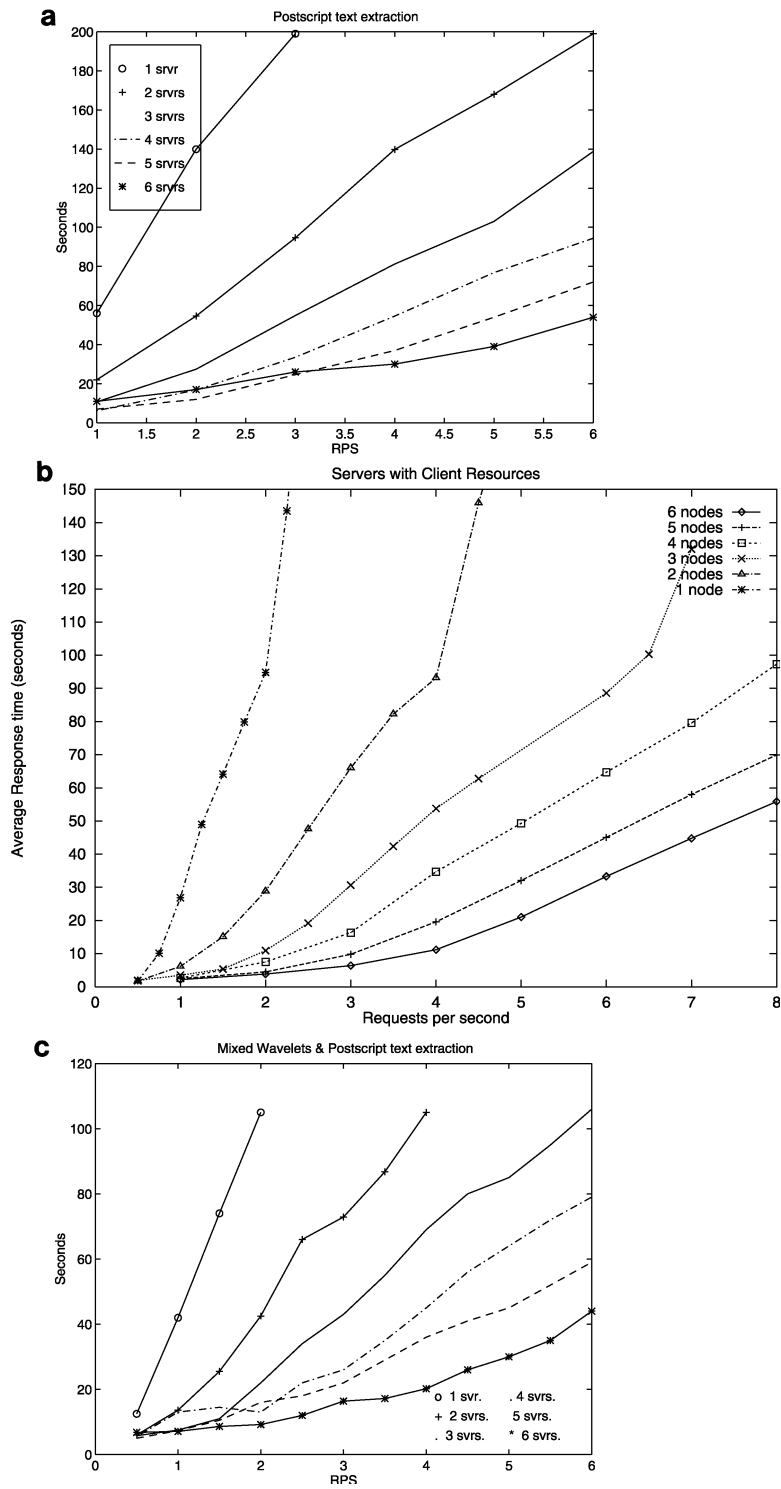 a
Postscript text extraction
200
180
160
140
120
100
80
60
40
20
0
Seconds
1 srvr
2 srvrs
3 srvrs
4 srvrs
5 srvrs
6 srvrs
1 1.5 2 2.5 3 3.5 4 4.5 5 5.5 6
RPS
b
Servers with Client Resources
150
140
130
120
110
100
90
80
70
60
50
40
30
20
10
0
Average Response time (seconds)
6 nodes
5 nodes
4 nodes
3 nodes
2 nodes
1 node
0 1 2 3 4 5 6 7 8
Requests per second
c
Mixed Wavelets & Postscript text extraction
120
100
80
60
40
20
0
Seconds
o 1 svr. . 4 svrs.
+ 2 svrs. 5 svrs.
. 3 svrs. * 6 svrs.
0 1 2 3 4 5 6
RPS